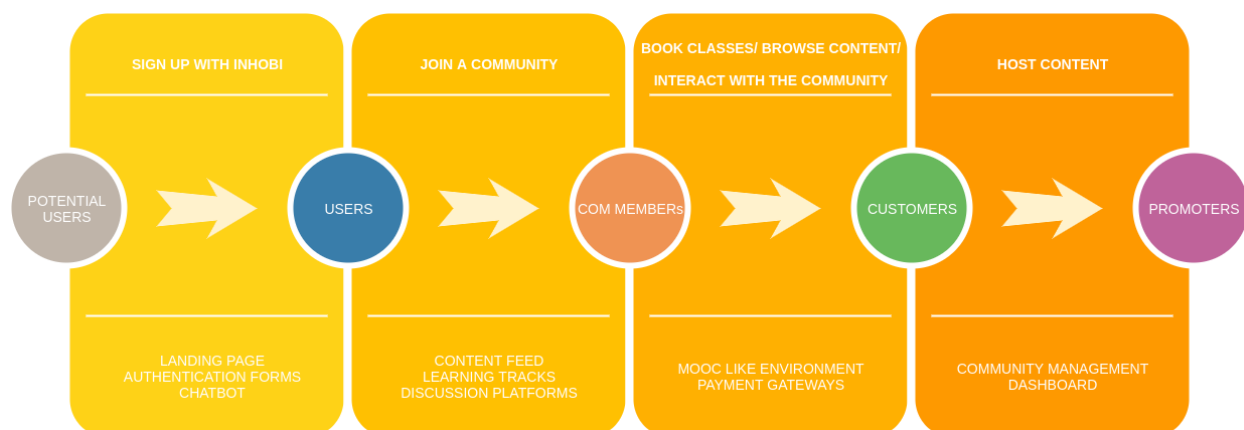 SIGN UP WITH INHOBI
JOIN A COMMUNITY
BOOK CLASSES/ BROWSE CONTENT/
INTERACT WITH THE COMMUNITY
HOST CONTENT
POTENTIAL
USERS
USERS
COM MEMBERs
CUSTOMERS
PROMOTERS
LANDING PAGE
AUTHENTICATION FORMS
CHATBOT
CONTENT FEED
LEARNING TRACKS
DISCUSSION PLATFORMS
MOOC LIKE ENVIRONMENT
PAYMENT GATEWAYS
COMMUNITY MANAGEMENT
DASHBOARD